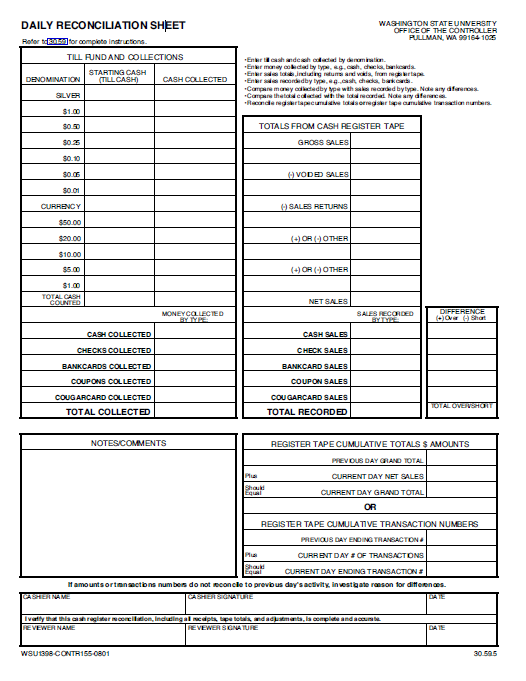 DAILY RECONCILIATION SHEET
WASHINGTON STATE UNIVERSITY
OFFICE OF THE CONTROLLER
PULLMAN, WA 99164-1025
Refer to 30.59 for complete instructions.
TILL FUND AND COLLECTIONS
DENOMINATION
STARTING CASH
(TILL CASH)
CASH COLLECTED
SILVER
$1.00
$0.50
$0.25
$0.10
$0.05
$0.01
CURRENCY
$50.00
$20.00
$10.00
$5.00
$1.00
TOTAL CASH
COUNTED
•Enter till cash and cash collected by denomination.
•Enter money collected by type, e.g., cash, checks, bankcards.
•Enter sales totals, including returns and voids, from register tape.
•Enter sales recorded by type, e.g., cash, checks, bankcards.
•Compare money collected by type with sales recorded by type. Note any differences.
•Compare the total collected with the total recorded. Note any differences.
•Reconcile register tape cumulative totals or register tape cumulative transaction numbers.
TOTALS FROM CASH REGISTER TAPE
GROSS SALES
(-) VOIDED SALES
(-) SALES RETURNS
(+) OR (-) OTHER
(+) OR (-) OTHER
NET SALES
MONEY COLLECTED
BY TYPE:
CASH COLLECTED
CHECKS COLLECTED
BANKCARDS COLLECTED
COUPONS COLLECTED
COUGARCARD COLLECTED
TOTAL COLLECTED
SALES RECORDED
BY TYPE:
CASH SALES
CHECK SALES
BANKCARD SALES
COUPON SALES
COUGARCARD SALES
TOTAL RECORDED
DIFFERENCE
(+) Over (-) Short
TOTAL OVER/SHORT
NOTES/COMMENTS
REGISTER TAPE CUMULATIVE TOTALS $ AMOUNTS
PREVIOUS DAY GRAND TOTAL
Plus CURRENT DAY NET SALES
Should
Equal CURRENT DAY GRAND TOTAL
OR
REGISTER TAPE CUMULATIVE TRANSACTION NUMBERS
PREVIOUS DAY ENDING TRANSACTION #
Plus CURRENT DAY # OF TRANSACTIONS
Should
Equal CURRENT DAY ENDING TRANSACTION #
If amounts or transactions numbers do not reconcile to previous day's activity, investigate reason for differences.
CASHIER NAME CASHIER SIGNATURE DATE
I verify that this cash register reconciliation, including all receipts, tape totals, and adjustments, is complete and accurate.
REVIEWER NAME REVIEWER SIGNATURE DATE
WSU1398-CONTR155-0801 30.59.5